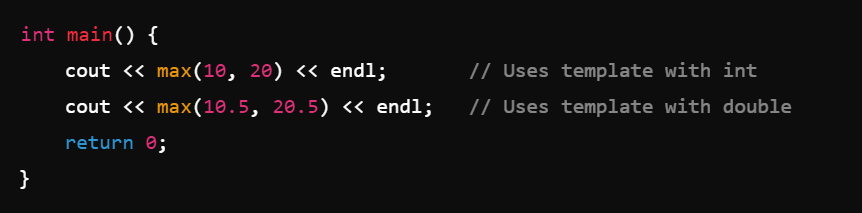 int main() {
    cout << max(10, 20) << endl;       // Uses template with int
    cout << max(10.5, 20.5) << endl;   // Uses template with double
    return 0;
}